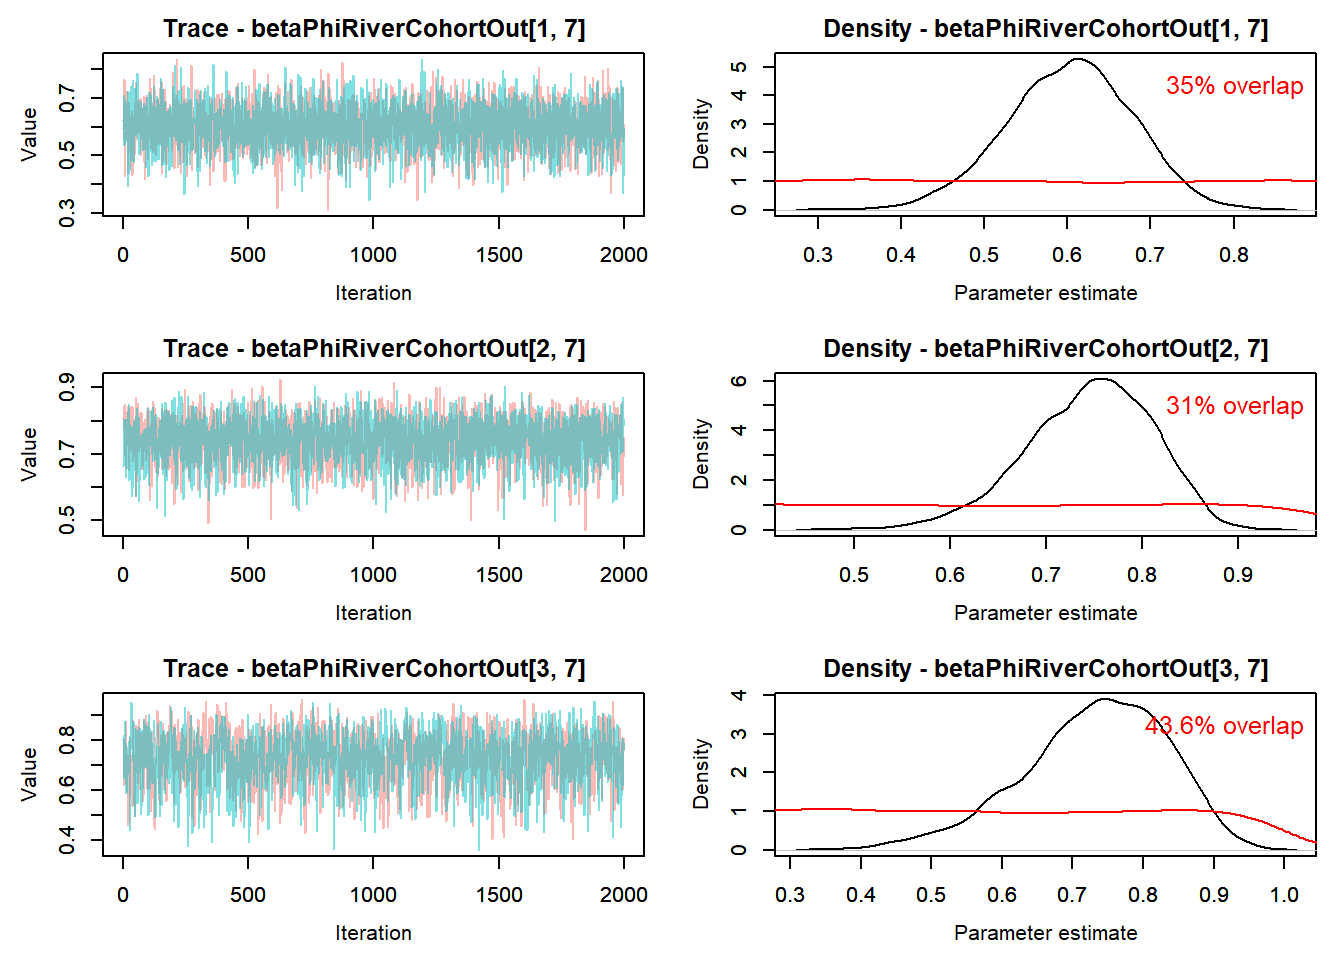 Trace - betaPhiRiverCohortOut[1, 7]
Value
0.3 0.5 0.7
0 500 1000 1500 2000
Iteration
Density - betaPhiRiverCohortOut[1, 7]
35% overlap
Density
0 1 2 3 4 5
0.3 0.4 0.5 0.6 0.7 0.8
Parameter estimate
Trace - betaPhiRiverCohortOut[2, 7]
Value
0.5 0.7 0.9
0 500 1000 1500 2000
Iteration
Density - betaPhiRiverCohortOut[2, 7]
31% overlap
Density
0 2 4 6
0.5 0.6 0.7 0.8 0.9
Parameter estimate
Trace - betaPhiRiverCohortOut[3, 7]
Value
0.4 0.6 0.8
0 500 1000 1500 2000
Iteration
Density - betaPhiRiverCohortOut[3, 7]
43.6% overlap
Density
0 1 2 3 4
0.3 0.4 0.5 0.6 0.7 0.8 0.9 1.0
Parameter estimate